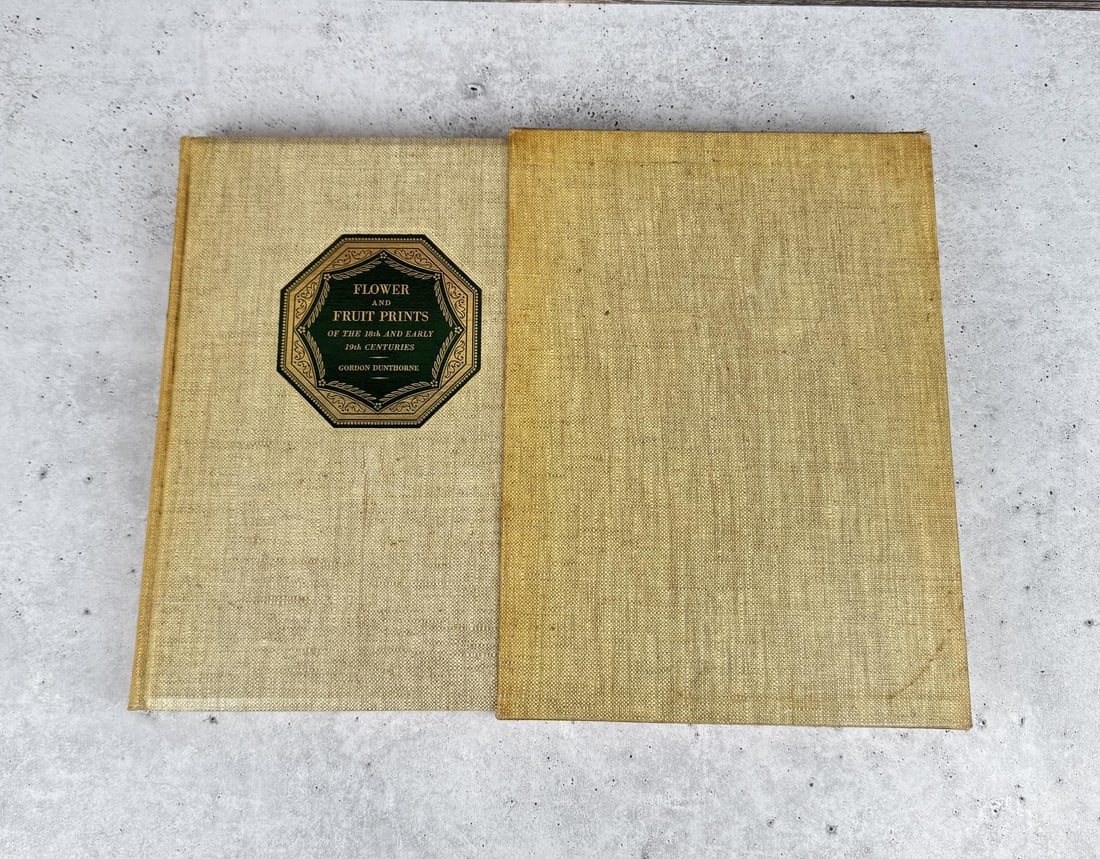 FLOWER
AND
FRUIT PRINTS
OF THE 18th AND EARLY
19th CENTURIES
GORDON DUNTHORNE